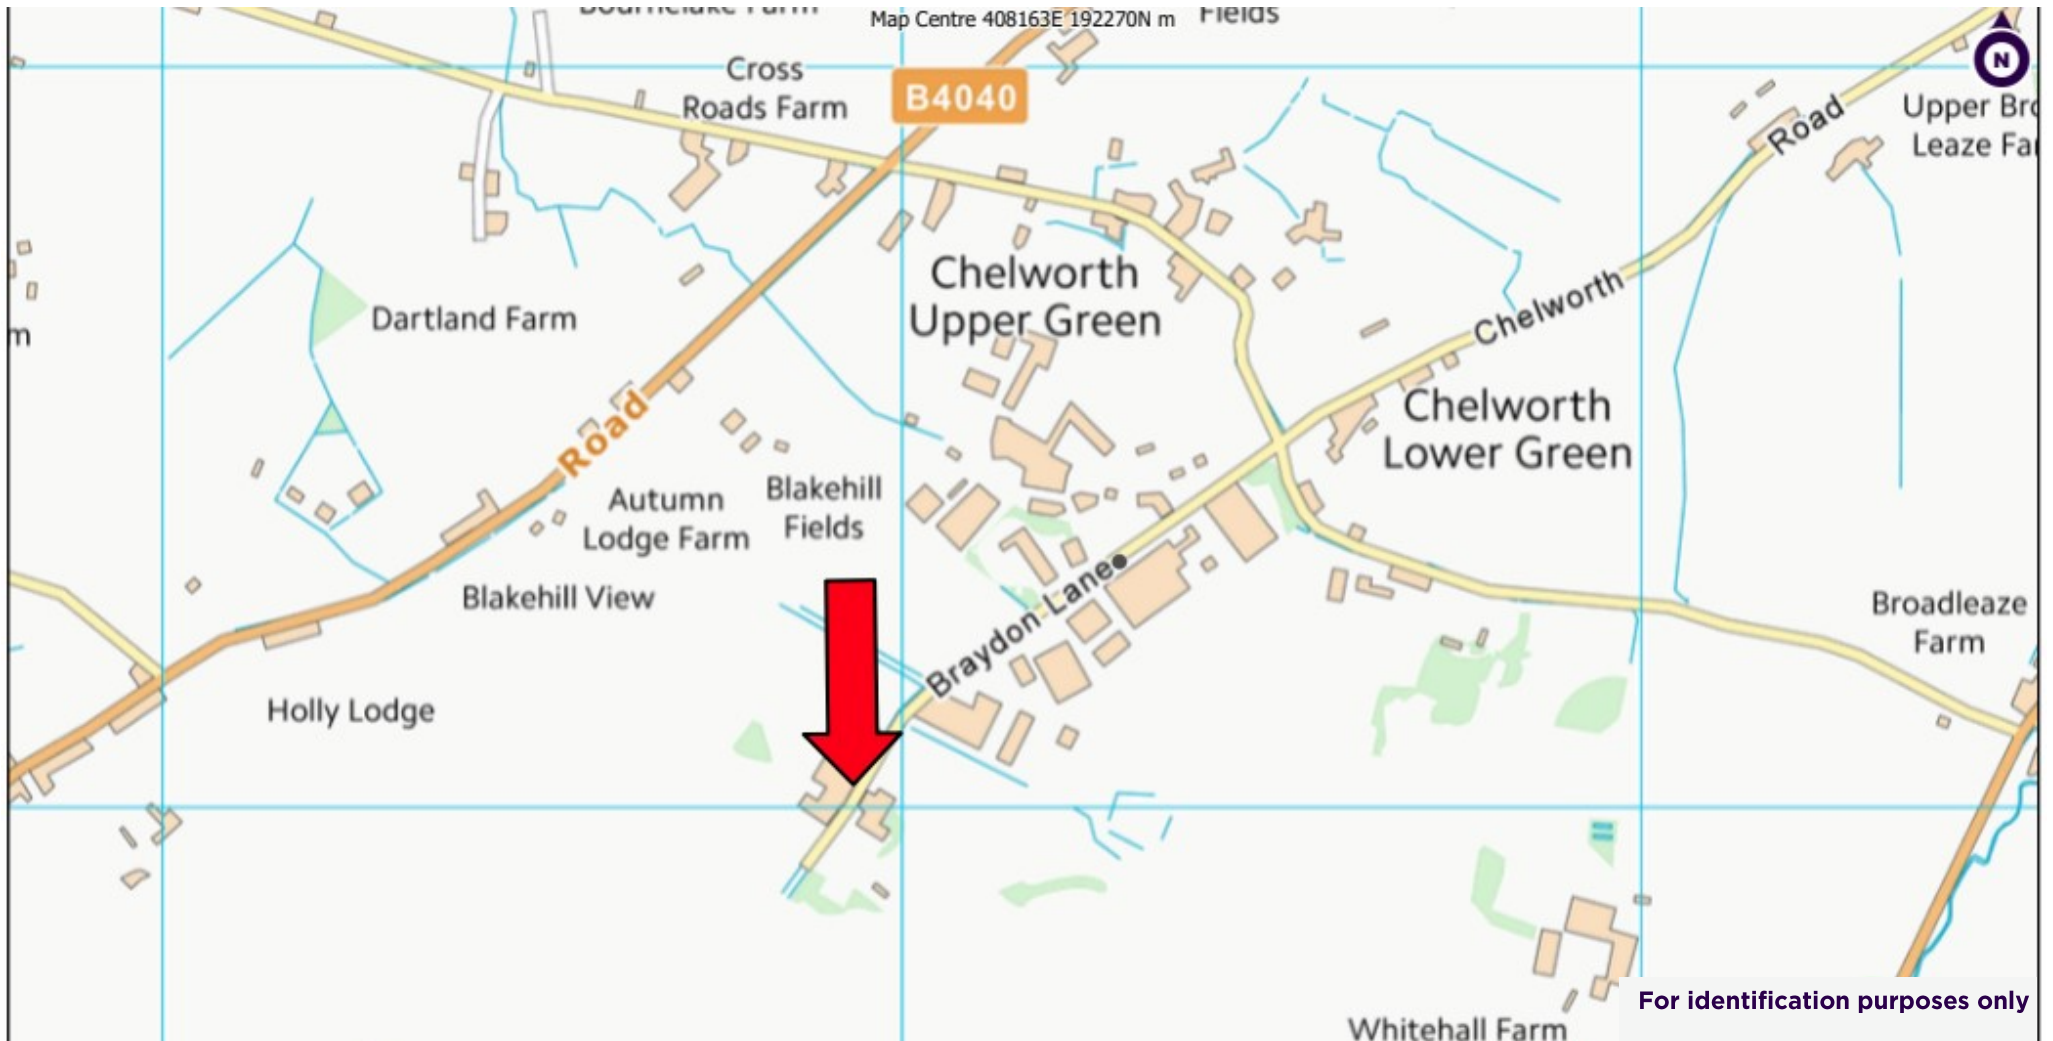 Map Centre 408163E 192270N m
Fields
N
Cross
Roads Farm
B4040
Road
Upper
Leaze
Chelworth
Upper Green
Dartland Farm
m
Chelworth
Road
Chelworth
Lower Green
Autumn
Lodge Farm
Blakehill
Fields
Blakehill View
Braydon Lane
Broadleaze
Farm
Holly Lodge
For identification purposes only
Whitehall Farm